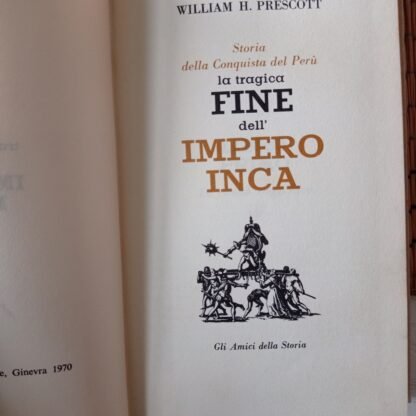 WILLIAM H. PRESCOTT
Storia
della Conquista del Perù
la tragica
FINE
dell'
IMPERO
INCA
Gli Amici della Storia
Ginevra 1970